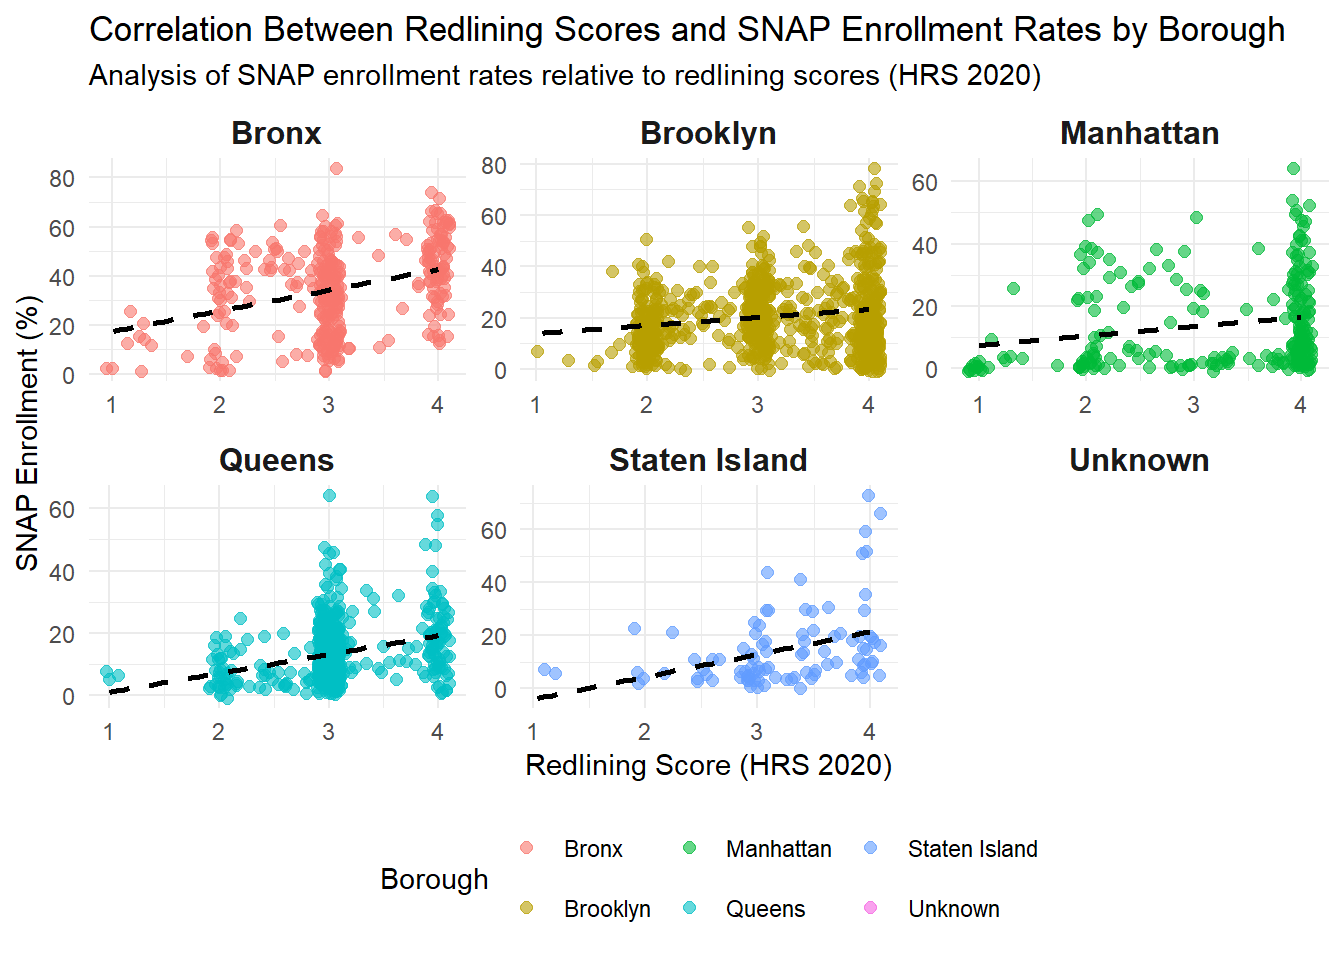 Correlation Between Redlining Scores and SNAP Enrollment Rates by Borough
Analysis of SNAP enrollment rates relative to redlining scores (HRS 2020)
Bronx
Brooklyn
Manhattan
80
60
40
20
0
1 2 3 4
80
60
40
20
0
1 2 3 4
60
40
20
0
1 2 3 4
SNAP Enrollment (%)
Queens
Staten Island
Unknown
60
40
20
0
1 2 3 4
60
40
20
0
1 2 3 4
Redlining Score (HRS 2020)
Borough
Bronx
Manhattan
Staten Island
Brooklyn
Queens
Unknown